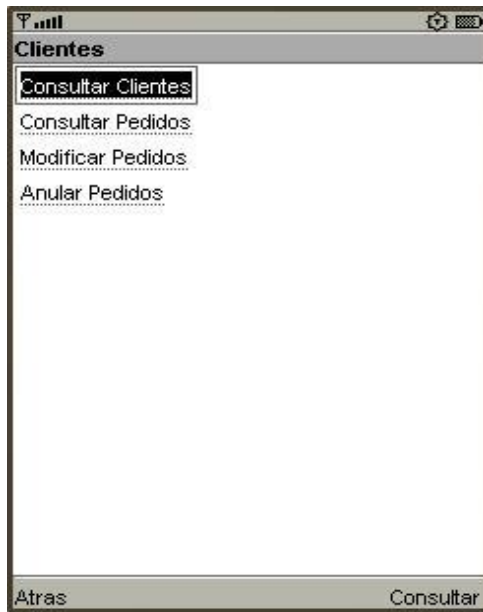 Clientes
Consultar Clientes
Consultar Pedidos
Modificar Pedidos
Anular Pedidos
Atras Consultar